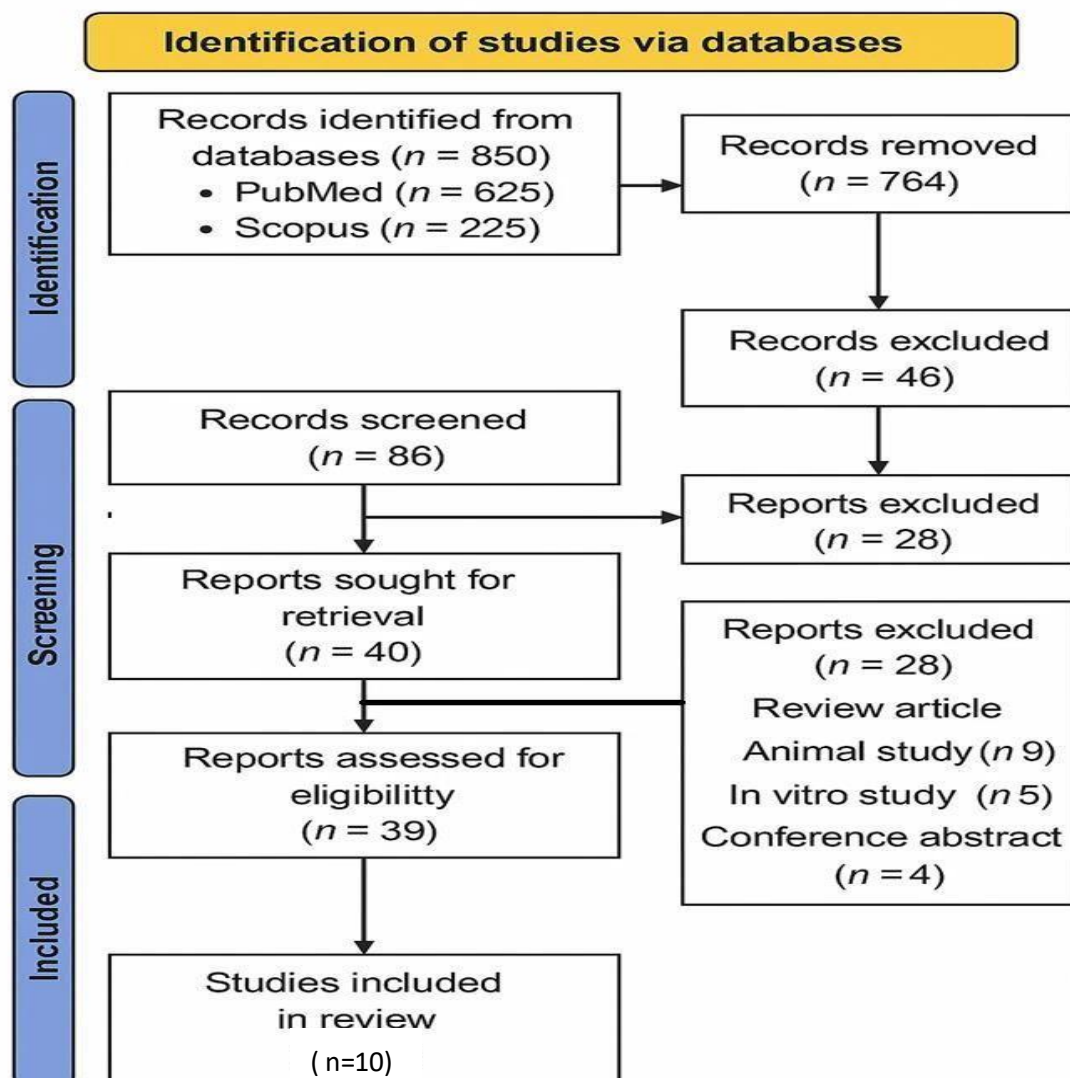 Identification of studies via databases
Identification
Records identified from
databases (n = 850)
• PubMed (n = 625)
• Scopus (n = 225)
Records removed
(n = 764)
Records excluded
(n = 46)
Screening
Records screened
(n = 86)
Reports excluded
(n = 28)
Reports sought for
retrieval
(n = 40)
Reports excluded
(n = 28)
Review article
Animal study (n 9)
In vitro study (n 5)
Conference abstract
(n = 4)
Reports assessed for
eligibilitty
(n = 39)
Included
Studies included
in review
( n=10)